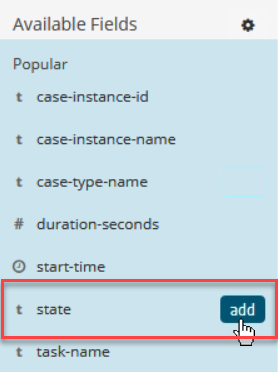 Available Fields
Popular
t case-instance-id
t case-instance-name
t case-type-name
# duration-seconds
start-time
t state add
t task-name